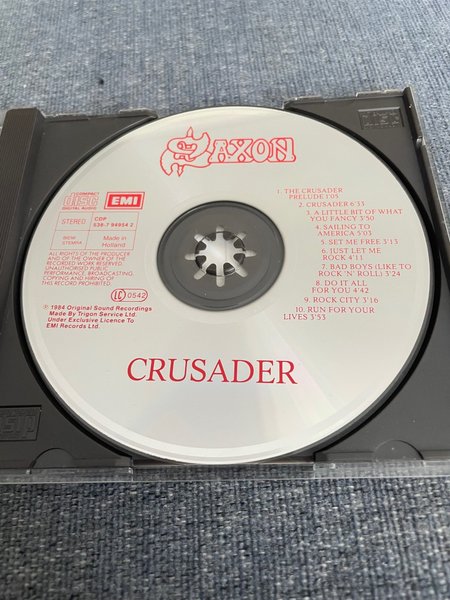 SAXON
COMPACT
disc
DIGITAL AUDIO
EMI
STEREO
CDP
538-7 94954 2
BIEM
STEMRA
Made in
Holland
ALL RIGHTS OF THE PRODUCER
AND OF THE OWNER OF THE
RECORDED WORK RESERVED.
UNAUTHORISED PUBLIC
PERFORMANCE, BROADCASTING,
COPYING AND HIRING OF
THIS RECORD PROHIBITED.
LC 0542
℗ 1984 Original Sound Recordings
Made By Trigon Service Ltd.
Under Exclusive Licence To
EMI Records Ltd.
1. THE CRUSADER
PRELUDE 1'05
2. CRUSADER 6'33
3. A LITTLE BIT OF WHAT
YOU FANCY 3'50
4. SAILING TO
AMERICA 5'03
5. SET ME FREE 3'13
6. JUST LET ME
ROCK 4'11
7. BAD BOYS (LIKE TO
ROCK 'N' ROLL) 3'24
8. DO IT ALL
FOR YOU 4'42
9. ROCK CITY 3'16
10. RUN FOR YOUR
LIVES 3'53
CRUSADER